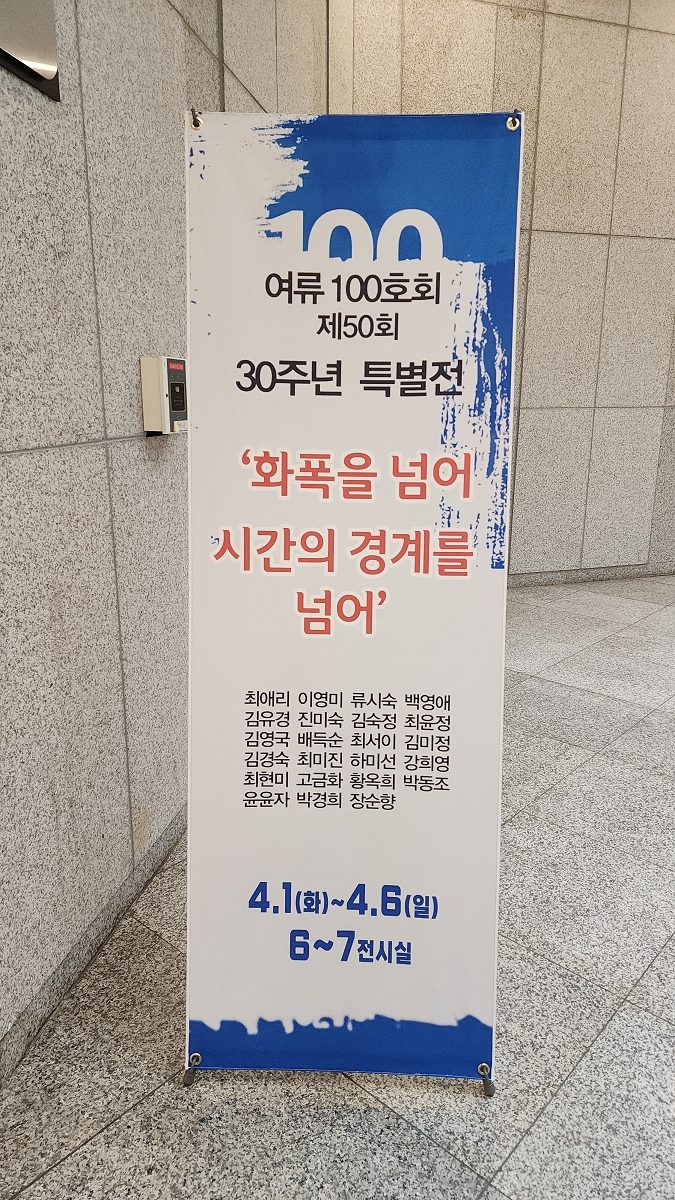 100
여류 100호회
제50회
30주년 특별전
‘화폭을 넘어
시간의 경계를
넘어’
최애리 이영미 류시숙 백영애
김유경 진미숙 김숙정 최윤정
김영국 배득순 최서이 김미정
김경숙 최미진 하미선 강희영
최현미 고금화 황옥희 박동조
윤윤자 박경희 장순향
4.1(화)~4.6(일)
6~7전시실